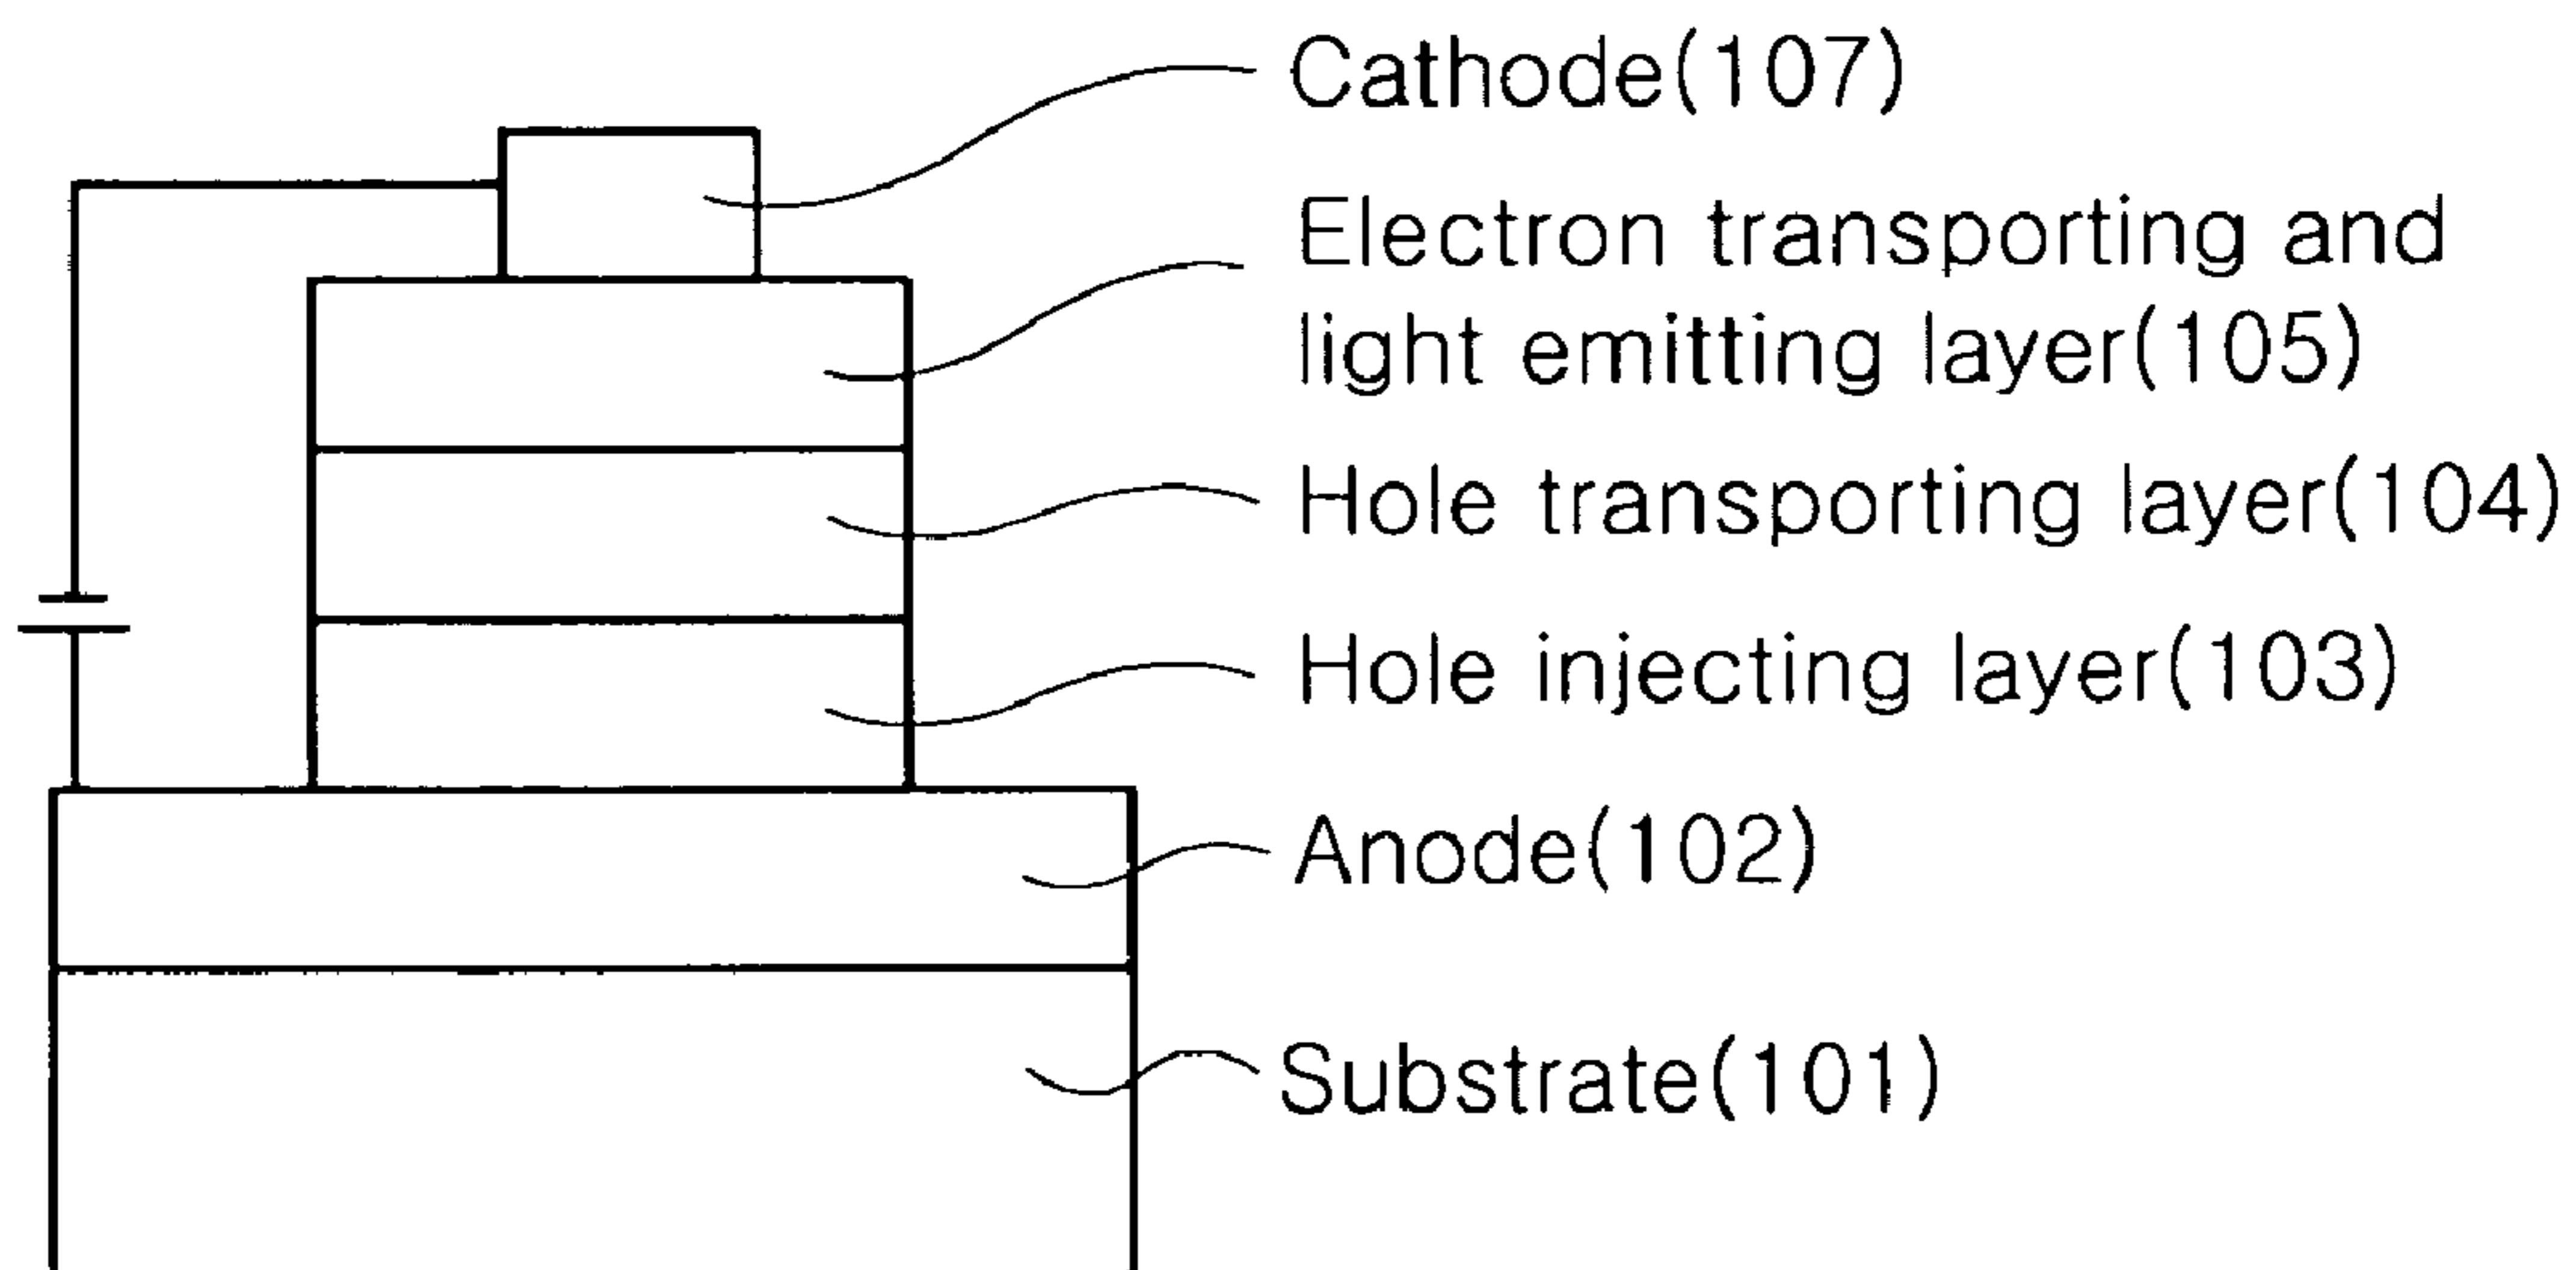 Cathode(107)
Electron transporting and
light emitting layer(105)
Hole transporting layer(104)
Hole injecting layer(103)
Anode(102)
Substrate(101)